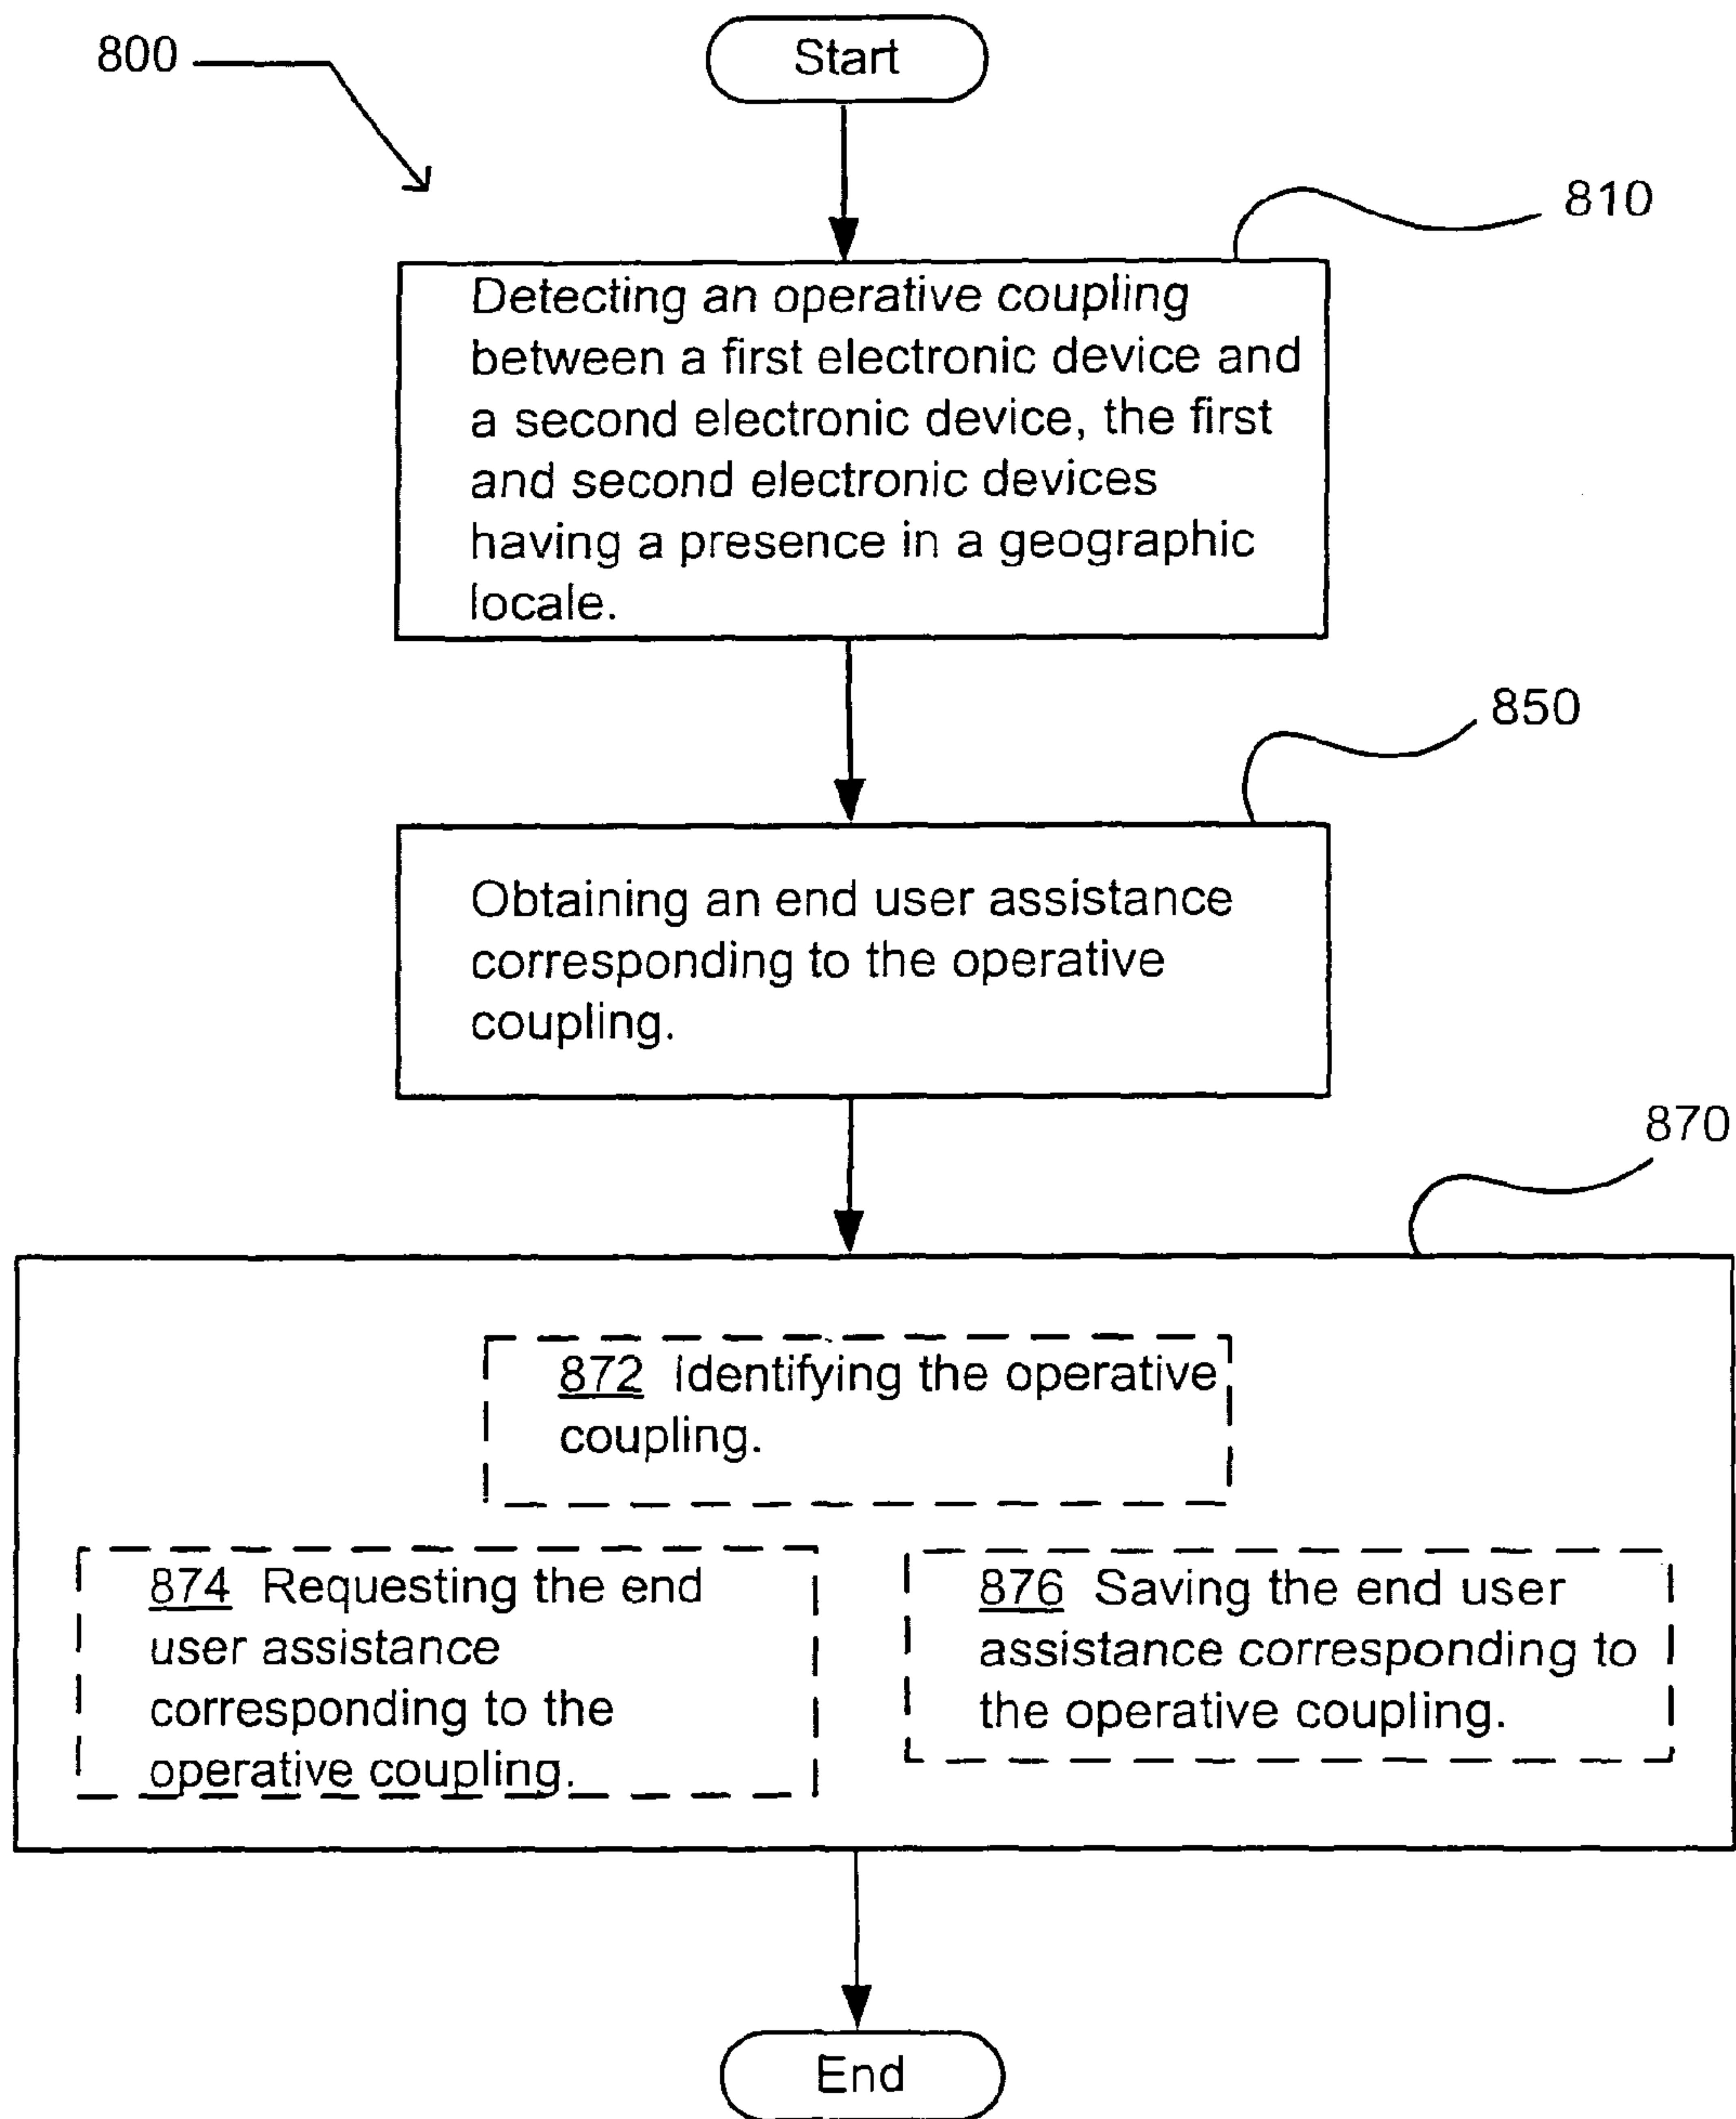 800
Start
810
Detecting an operative coupling
between a first electronic device and
a second electronic device, the first
and second electronic devices
having a presence in a geographic
locale.
850
Obtaining an end user assistance
corresponding to the operative
coupling.
870
872 Identifying the operative
coupling.
874 Requesting the end
user assistance
corresponding to the
operative coupling.
876 Saving the end user
assistance corresponding to
the operative coupling.
End